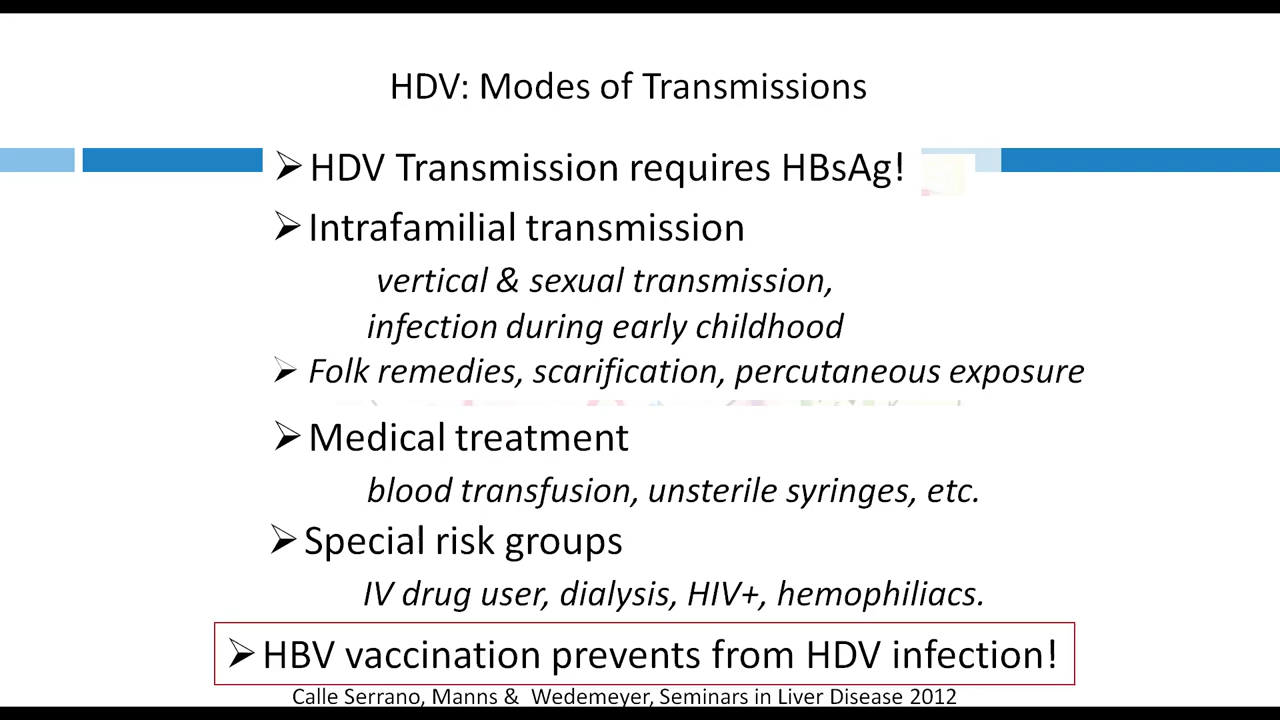 HDV: Modes of Transmissions
➢ HDV Transmission requires HBsAg!
➢ Intrafamilial transmission
vertical & sexual transmission,
infection during early childhood
➢ Folk remedies, scarification, percutaneous exposure
➢ Medical treatment
blood transfusion, unsterile syringes, etc.
➢ Special risk groups
IV drug user, dialysis, HIV+, hemophiliacs.
➢ HBV vaccination prevents from HDV infection!
Calle Serrano, Manns & Wedemeyer, Seminars in Liver Disease 2012